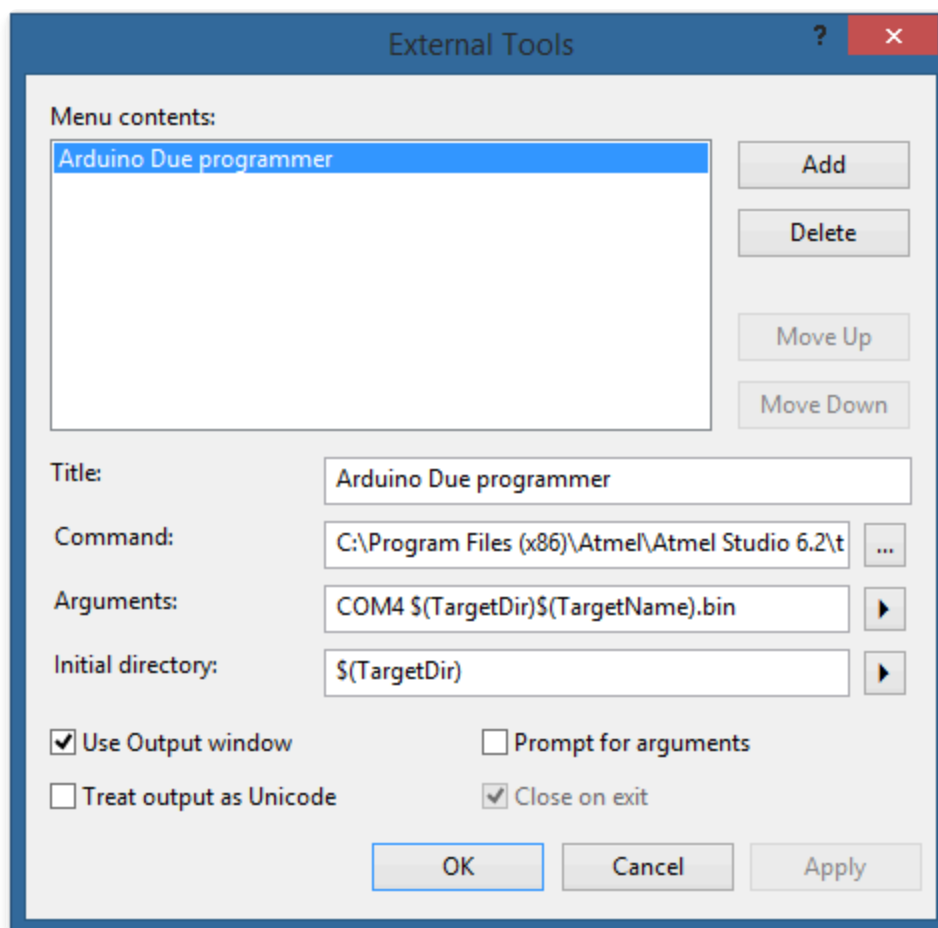 External Tools
?
Menu contents:
Arduino Due programmer
Add
Delete
Move Up
Move Down
Title:
Arduino Due programmer
Command:
C:\Program Files (x86)\Atmel\Atmel Studio 6.2\t
...
Arguments:
COM4 $(TargetDir)$(TargetName).bin
Initial directory:
$(TargetDir)
Use Output window
Prompt for arguments
Treat output as Unicode
Close on exit
OK
Cancel
Apply